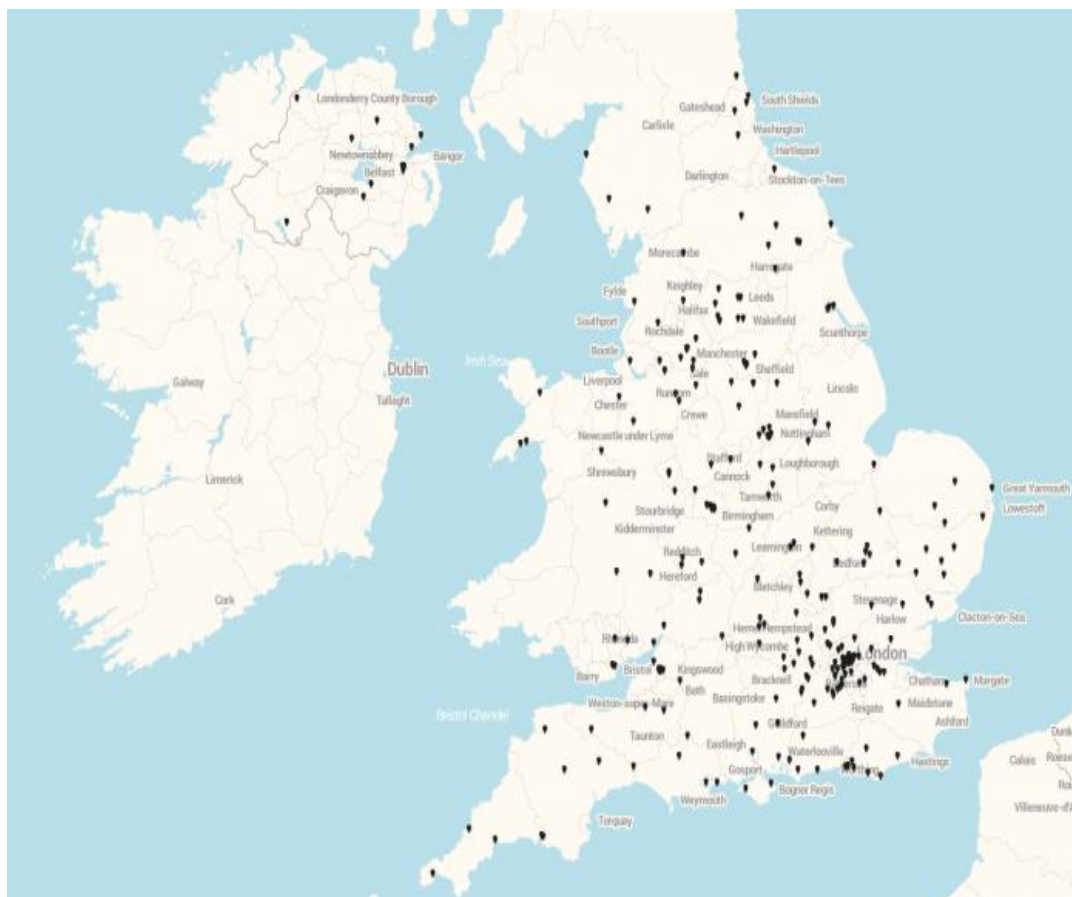 Londonderry County Borough
South Shields
Gateshead
Carlisle
Washington
Hartlepool
Newtownabbey
Bangor
Belfast
Darlington
Stockton-on-Tees
Craigavon
Morecambe
Harrogate
Keighley
Fylde
Leeds
Halifax
Southport
Wakefield
Rochdale
Scunthorpe
Bootle
Manchester
Irish Sea
Dublin
Sale
Sheffield
Galway
Liverpool
Tallaght
Runcorn
Lincoln
Chester
Crewe
Mansfield
Newcastle under Lyme
Nottingham
Stafford
Loughborough
Shrewsbury
Cannock
Limerick
Great Yarmouth
Tamworth
Corby
Lowestoft
Stourbridge
Birmingham
Kidderminster
Kettering
Redditch
Leamington
Bedford
Hereford
Bletchley
Cork
Stevenage
Harlow
Clacton-on-Sea
Hemel Hempstead
Rhondda
High Wycombe
London
Barry
Bristol
Kingswood
Bracknell
Chatham
Margate
Bath
Basingstoke
Weston-super-Mare
Reigate
Maidstone
Bristol Channel
Guildford
Ashford
Taunton
Eastleigh
Waterlooville
Calais
Gosport
Worthing
Hastings
Weymouth
Bognor Regis
Torquay
Villeneuve-d'A